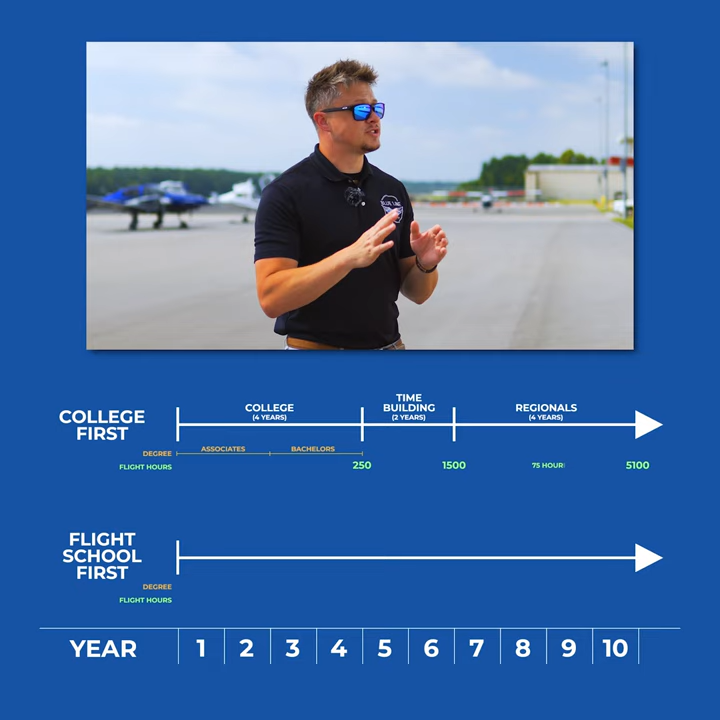 COLLEGE
FIRST
COLLEGE
(4 YEARS)
TIME
BUILDING
(2 YEARS)
REGIONALS
(4 YEARS)
DEGREE
ASSOCIATES
BACHELORS
FLIGHT HOURS
250
1500
75 HOUR
5100
FLIGHT
SCHOOL
FIRST
DEGREE
FLIGHT HOURS
YEAR 1 2 3 4 5 6 7 8 9 10